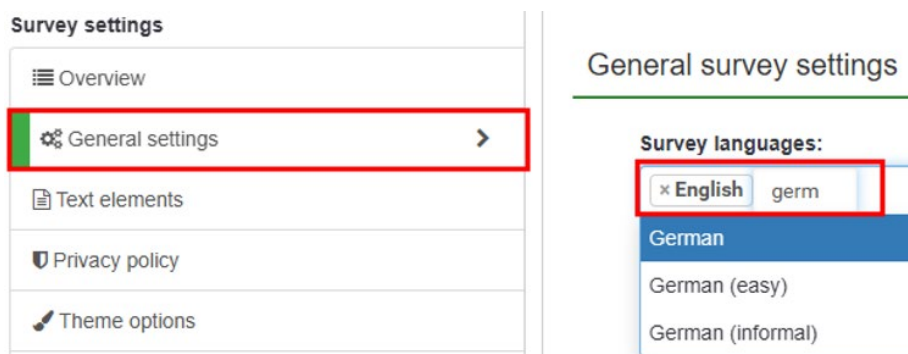 Survey settings
Overview
General settings
Text elements
Privacy policy
Theme options
General survey settings
Survey languages:
× English germ
German
German (easy)
German (informal)